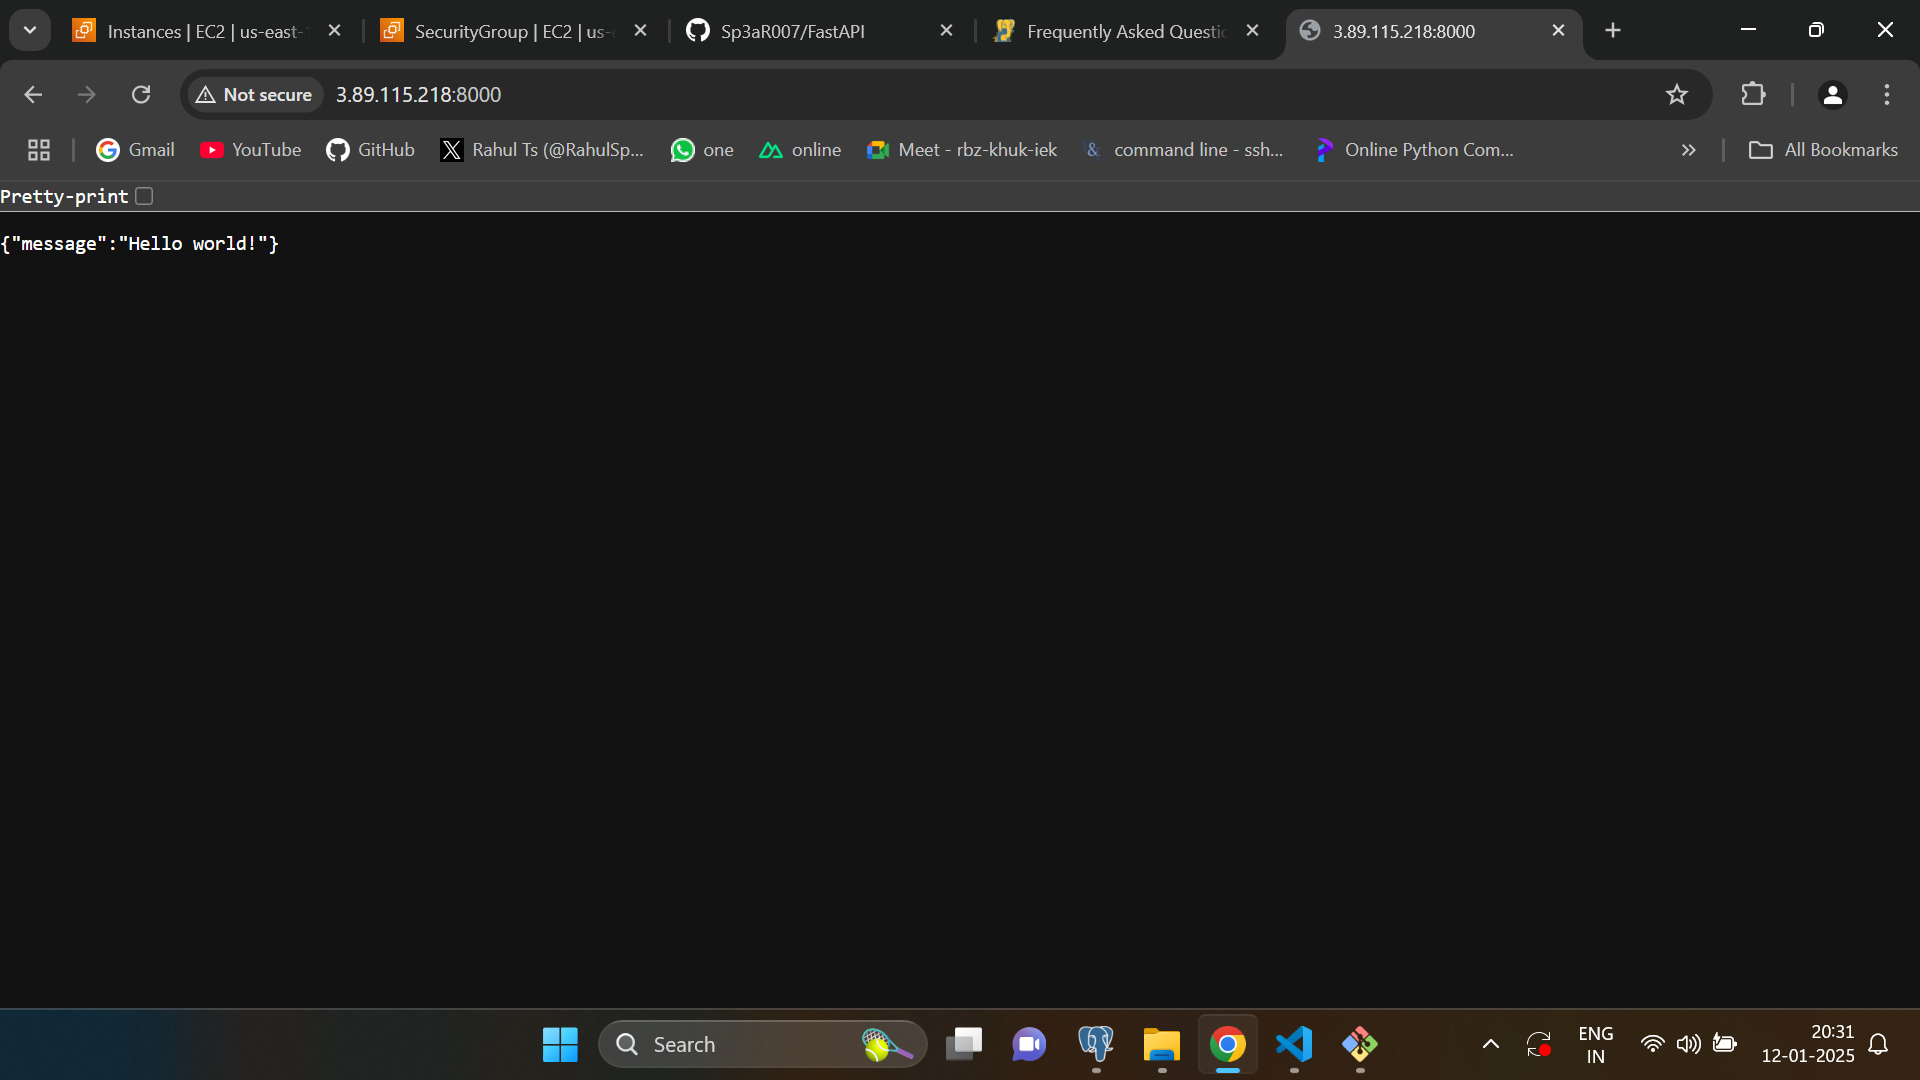 Instances | EC2 | us-east-1
SecurityGroup | EC2 | us-e
Sp3aR007/FastAPI
Frequently Asked Questio
3.89.115.218:8000
Not secure
3.89.115.218:8000
Gmail
YouTube
GitHub
Rahul Ts (@RahulSp...
one
online
Meet - rbz-khuk-iek
command line - ssh...
Online Python Com...
All Bookmarks
Pretty-print
{"message":"Hello world!"}
Search
ENG
IN
20:31
12-01-2025